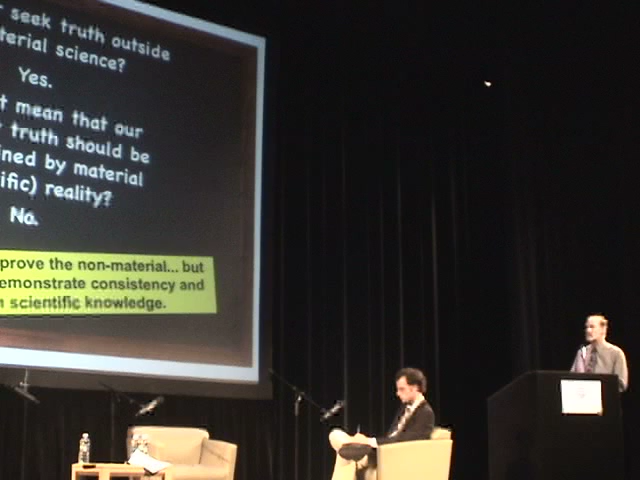 seek truth outside
terial science?
Yes.
t mean that our
truth should be
ned by material
ific) reality?
No.
prove the non-material... but
emonstrate consistency and
scientific knowledge.